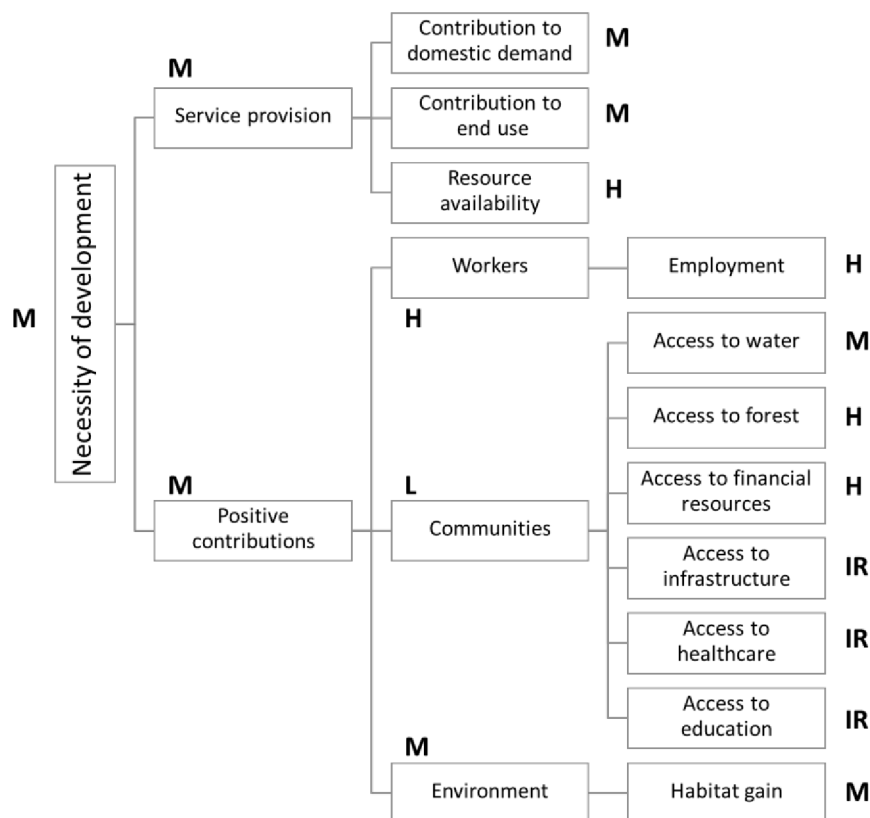 Contribution to
domestic demand
M
M
Service provision
Contribution to
end use
M
Resource
availability
H
Necessity of development
M
Workers
H
Employment
H
Access to water
M
Access to forest
H
M
Positive
contributions
L
Communities
Access to financial
resources
H
Access to
infrastructure
IR
Access to
healthcare
IR
Access to
education
IR
M
Environment
Habitat gain
M